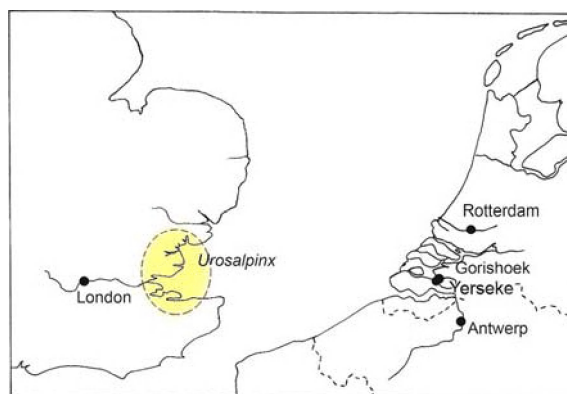 Rotterdam
Urosalpinx
Gorishoek
Yerseke
London
Antwerp